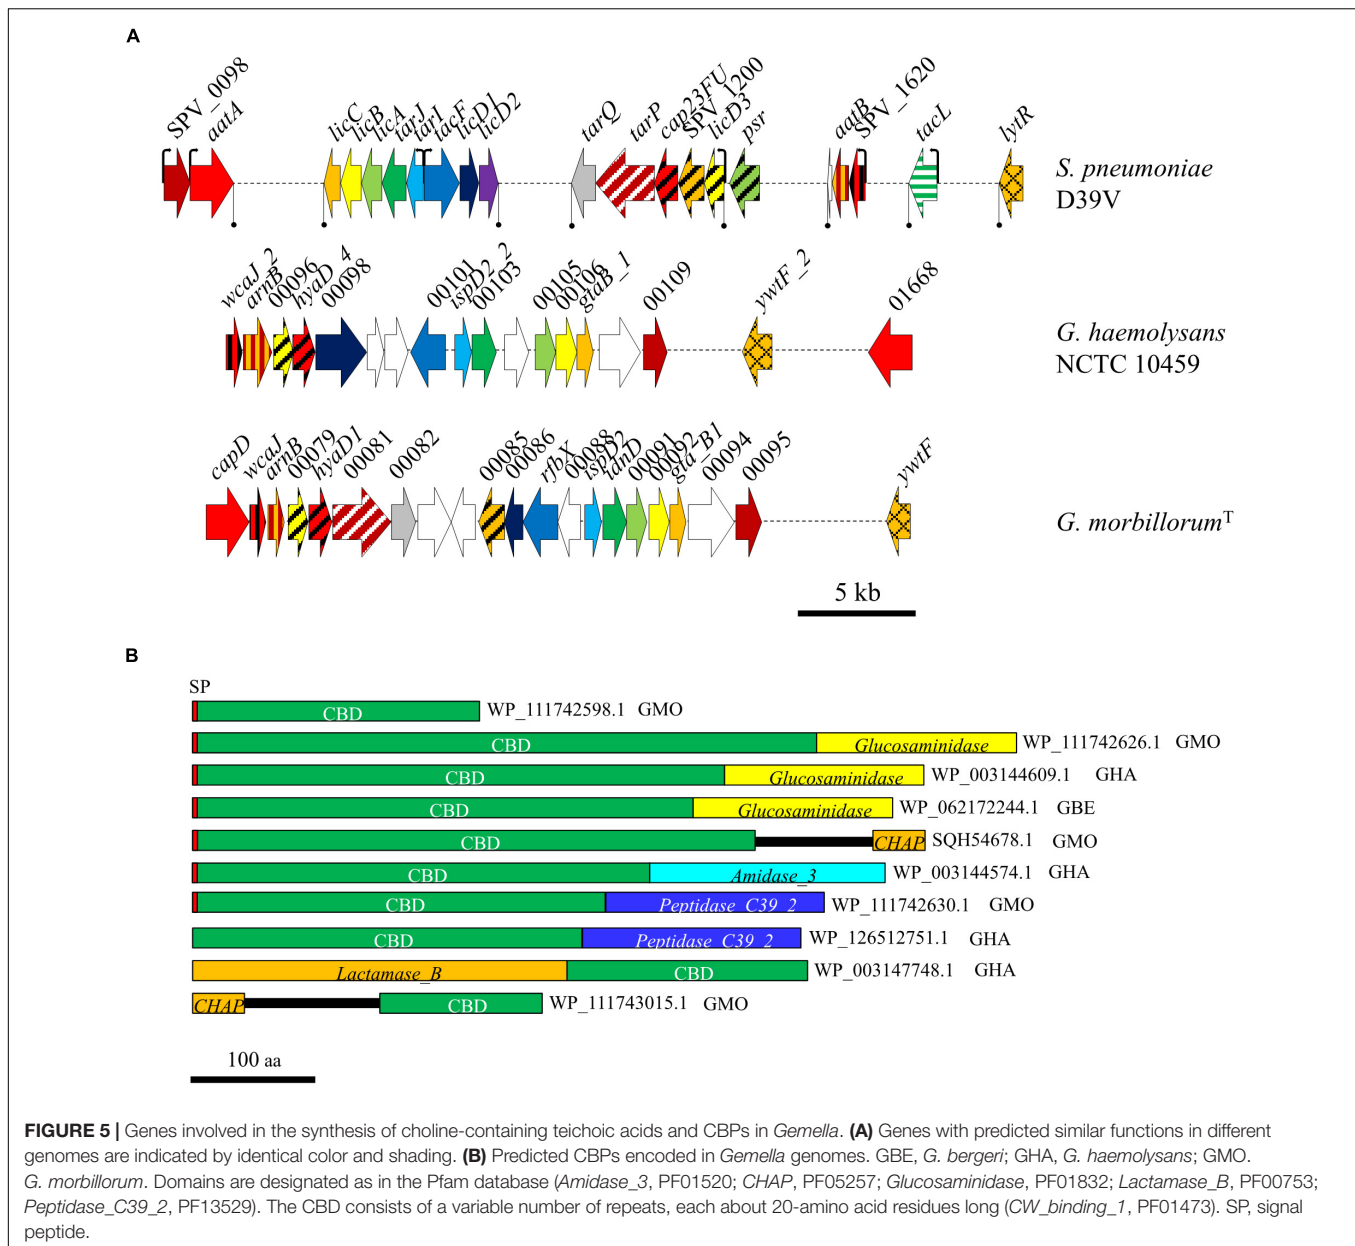 A
SPV_0098 aatA licC licB licA tarJ tarI tacF licD1 licD2 tarQ tarP cap23FU SPV_1200 licD3 psr aatB SPV_1620 tacL lytR
S. pneumoniae
D39V
wcaJ_2 arnB 00096 hyaD_4 00098 00101 ispD2_2 00103 00105 00106 gtaB_1 00109 ywtF_2 01668
G. haemolysans
NCTC 10459
capD wcaJ arnB 00079 hyaD1 00081 00082 00085 00086 rfbX 00088 ispD2 tanD 00091 00092 gta_B1 00094 00095 ywtF
G. morbillorumT
5 kb
B
SP
CBD WP_111742598.1 GMO
CBD Glucosaminidase WP_111742626.1 GMO
CBD Glucosaminidase WP_003144609.1 GHA
CBD Glucosaminidase WP_062172244.1 GBE
CBD CHAP SQH54678.1 GMO
CBD Amidase_3 WP_003144574.1 GHA
CBD Peptidase_C39_2 WP_111742630.1 GMO
CBD Peptidase_C39_2 WP_126512751.1 GHA
Lactamase_B CBD WP_003147748.1 GHA
CHAP CBD WP_111743015.1 GMO
100 aa
FIGURE 5 | Genes involved in the synthesis of choline-containing teichoic acids and CBPs in Gemella. (A) Genes with predicted similar functions in different
genomes are indicated by identical color and shading. (B) Predicted CBPs encoded in Gemella genomes. GBE, G. bergeri; GHA, G. haemolysans; GMO.
G. morbillorum. Domains are designated as in the Pfam database (Amidase_3, PF01520; CHAP, PF05257; Glucosaminidase, PF01832; Lactamase_B, PF00753;
Peptidase_C39_2, PF13529). The CBD consists of a variable number of repeats, each about 20-amino acid residues long (CW_binding_1, PF01473). SP, signal
peptide.